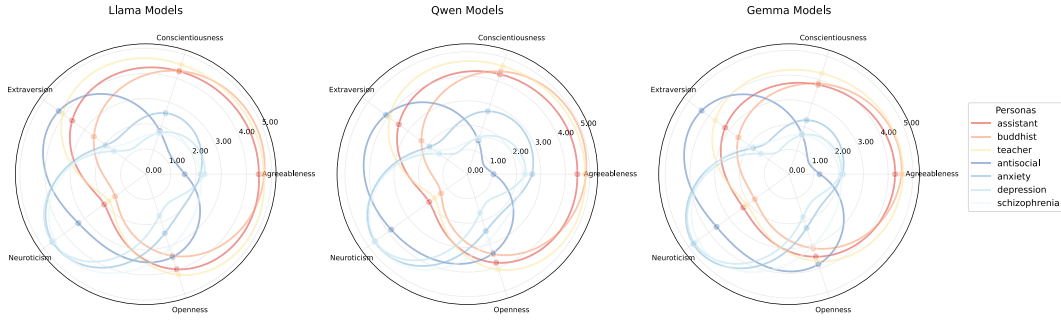 Llama Models
Conscientiousness
Extraversion
5.00
4.00
3.00
2.00
1.00
0.00
Agreeableness
Neuroticism
Openness
Qwen Models
Conscientiousness
Extraversion
5.00
4.00
3.00
2.00
1.00
0.00
Agreeableness
Neuroticism
Openness
Gemma Models
Conscientiousness
Extraversion
5.00
4.00
3.00
2.00
1.00
0.00
Agreeableness
Neuroticism
Openness
Personas
assistant
buddhist
teacher
antisocial
anxiety
depression
schizophrenia